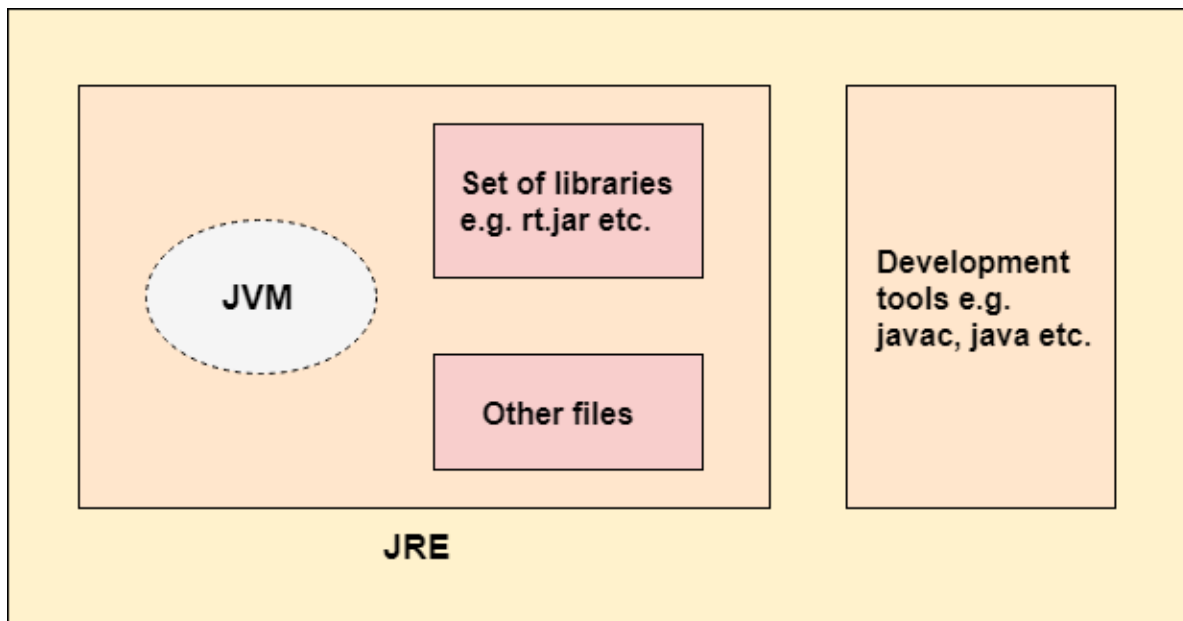 Set of libraries
e.g. rt.jar etc.
JVM
Development
tools e.g.
javac, java etc.
Other files
JRE